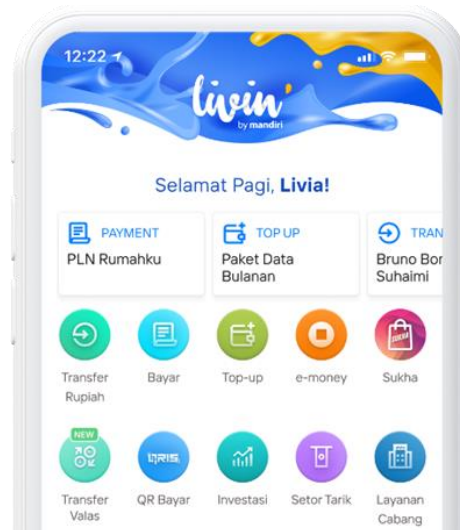 12:22
livin'
by mandiri
Selamat Pagi, Livia!
PAYMENT
PLN Rumahku
TOP UP
Paket Data
Bulanan
TRAN
Bruno Bor
Suhaimi
Transfer
Rupiah
Bayar
Top-up
e-money
SUKHA
Sukha
NEW
Transfer
Valas
QRIS
QR Bayar
Investasi
Setor Tarik
Layanan
Cabang